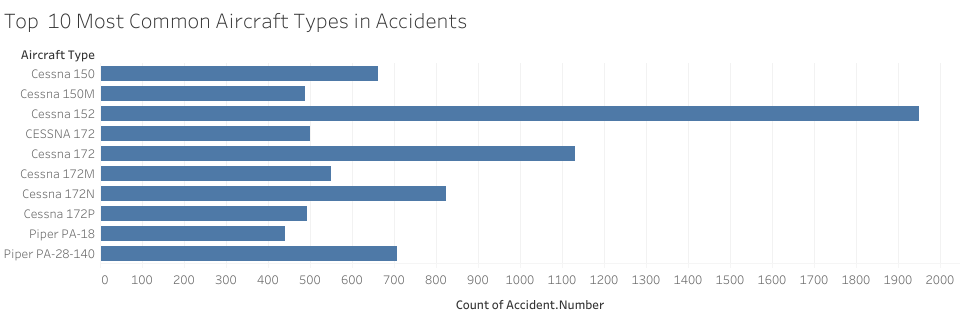 Top  10 Most Common Aircraft Types in Accidents
Aircraft Type
Cessna 150
Cessna 150M
Cessna 152
CESSNA 172
Cessna 172
Cessna 172M
Cessna 172N
Cessna 172P
Piper PA-18
Piper PA-28-140
0 100 200 300 400 500 600 700 800 900 1000 1100 1200 1300 1400 1500 1600 1700 1800 1900 2000
Count of Accident.Number